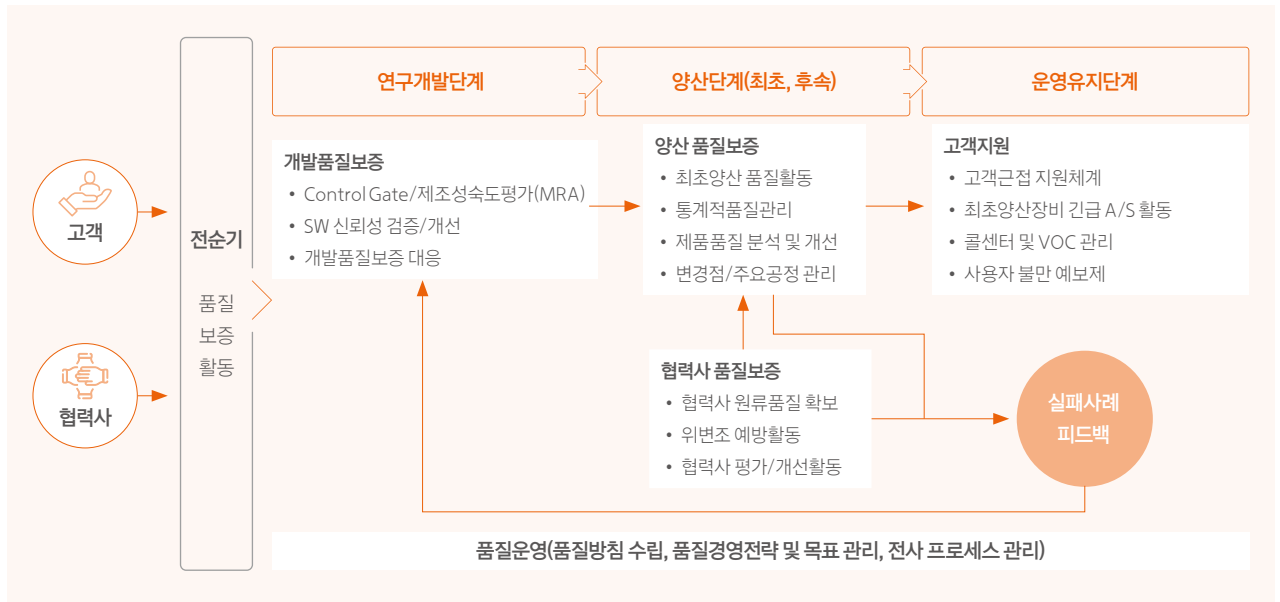 연구개발단계
양산단계(최초, 후속)
운영유지단계
고객
협력사
전순기
품질
보증
활동
개발품질보증
• Control Gate/제조성숙도평가(MRA)
• SW 신뢰성 검증/개선
• 개발품질보증 대응
양산 품질보증
• 최초양산 품질활동
• 통계적품질관리
• 제품품질 분석 및 개선
• 변경점/주요공정 관리
고객지원
• 고객근접 지원체계
• 최초양산장비 긴급 A/S 활동
• 콜센터 및 VOC 관리
• 사용자 불만 예보제
협력사 품질보증
• 협력사 원류품질 확보
• 위변조 예방활동
• 협력사 평가/개선활동
실패사례
피드백
품질운영(품질방침 수립, 품질경영전략 및 목표 관리, 전사 프로세스 관리)